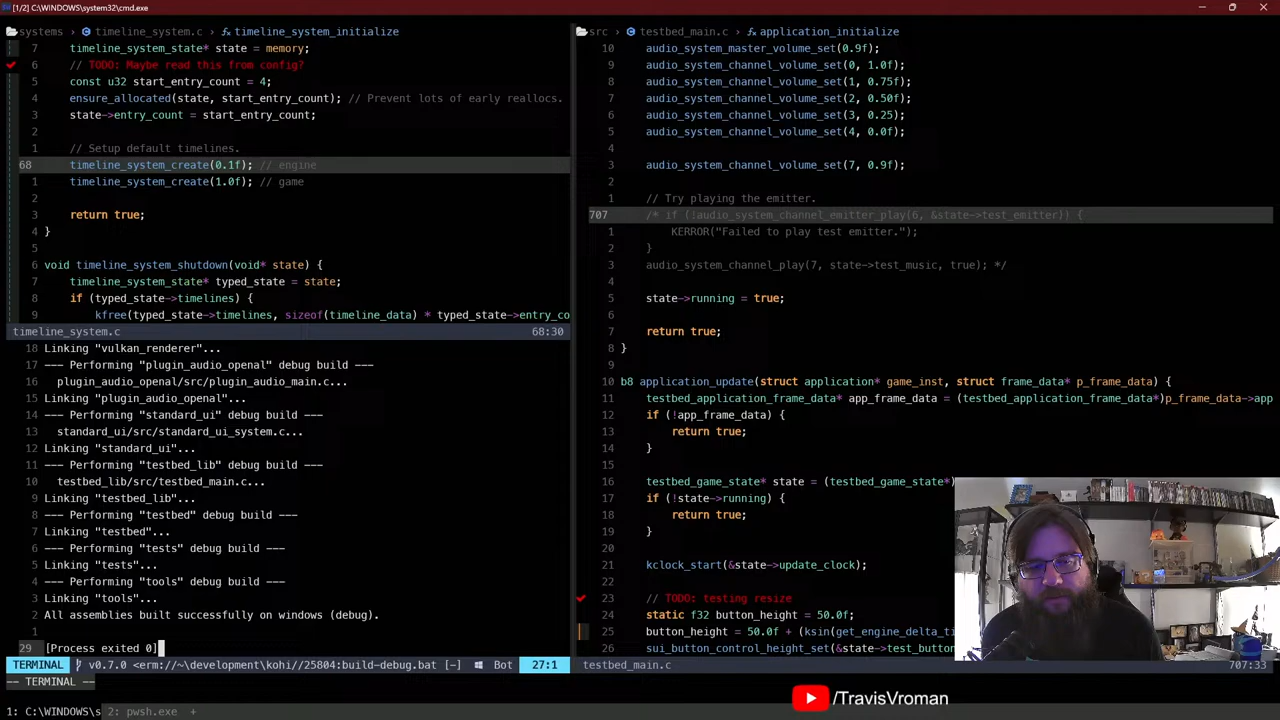 [1/2] C:\WINDOWS\system32\cmd.exe
systems > timeline_system.c > timeline_system_initialize
7 timeline_system_state* state = memory;
6 // TODO: Maybe read this from config?
5 const u32 start_entry_count = 4;
4 ensure_allocated(state, start_entry_count); // Prevent lots of early reallocs.
3 state->entry_count = start_entry_count;
2
1 // Setup default timelines.
68 timeline_system_create(0.1f); // engine
1 timeline_system_create(1.0f); // game
2
3 return true;
4 }
5
6 void timeline_system_shutdown(void* state) {
7 timeline_system_state* typed_state = state;
8 if (typed_state->timelines) {
9 kfree(typed_state->timelines, sizeof(timeline_data) * typed_state->entry_co
timeline_system.c 68:30
18 Linking "vulkan_renderer"...
17 --- Performing "plugin_audio_openal" debug build ---
16 plugin_audio_openal/src/plugin_audio_main.c...
15 Linking "plugin_audio_openal"...
14 --- Performing "standard_ui" debug build ---
13 standard_ui/src/standard_ui_system.c...
12 Linking "standard_ui"...
11 --- Performing "testbed_lib" debug build ---
10 testbed_lib/src/testbed_main.c...
9 Linking "testbed_lib"...
8 --- Performing "testbed" debug build ---
7 Linking "testbed"...
6 --- Performing "tests" debug build ---
5 Linking "tests"...
4 --- Performing "tools" debug build ---
3 Linking "tools"...
2 All assemblies built successfully on windows (debug).
1
29 [Process exited 0]
TERMINAL v0.7.0 <erm://~\development\kohi//25804:build-debug.bat [-] Bot 27:1
-- TERMINAL --
1: C:\WINDOWS\s 2: pwsh.exe +
src > testbed_main.c > application_initialize
10 audio_system_master_volume_set(0.9f);
9 audio_system_channel_volume_set(0, 1.0f);
8 audio_system_channel_volume_set(1, 0.75f);
7 audio_system_channel_volume_set(2, 0.50f);
6 audio_system_channel_volume_set(3, 0.25);
5 audio_system_channel_volume_set(4, 0.0f);
4
3 audio_system_channel_volume_set(7, 0.9f);
2
1 // Try playing the emitter.
707 /* if (!audio_system_channel_emitter_play(6, &state->test_emitter)) {
1 KERROR("Failed to play test emitter.");
2 }
3 audio_system_channel_play(7, state->test_music, true); */
4
5 state->running = true;
6
7 return true;
8 }
9
10 b8 application_update(struct application* game_inst, struct frame_data* p_frame_data) {
11 testbed_application_frame_data* app_frame_data = (testbed_application_frame_data*)p_frame_data->app
12 if (!app_frame_data) {
13 return true;
14 }
15
16 testbed_game_state* state = (testbed_game_state*)
17 if (!state->running) {
18 return true;
19 }
20
21 kclock_start(&state->update_clock);
22
23 // TODO: testing resize
24 static f32 button_height = 50.0f;
25 button_height = 50.0f + (ksin(get_engine_delta_ti
26 sui_button_control_height_set(&state->test_button
testbed_main.c 707:33
/TravisVroman